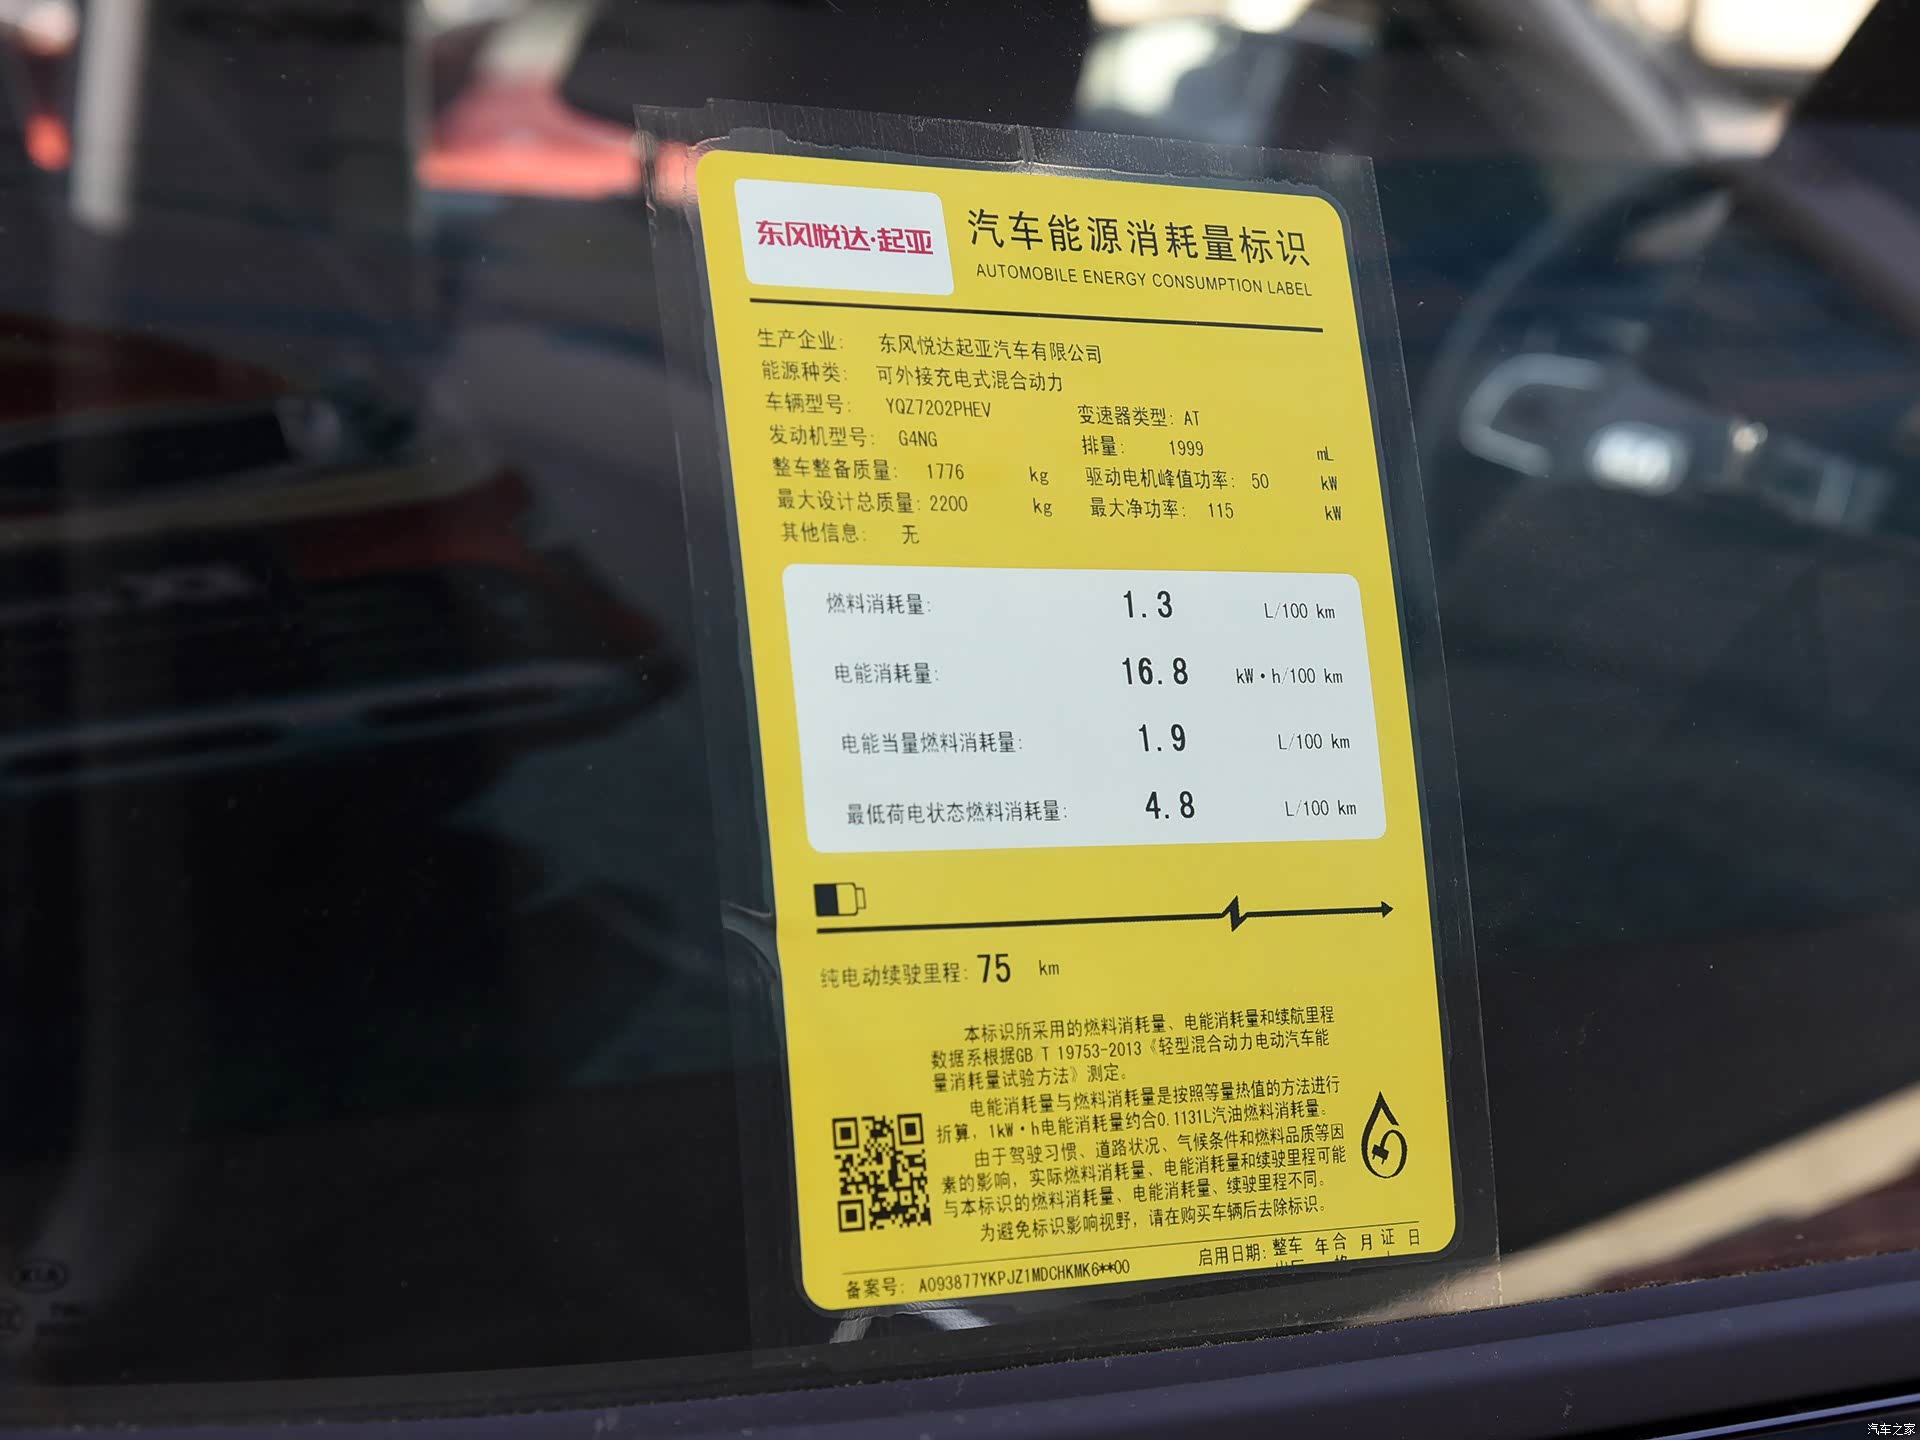 东风悦达·起亚
汽车能源消耗量标识
AUTOMOBILE ENERGY CONSUMPTION LABEL
生产企业: 东风悦达起亚汽车有限公司
能源种类: 可外接充电式混合动力
车辆型号: YQZ7202PHEV 变速器类型: AT
发动机型号: G4NG 排量: 1999 mL
整车整备质量: 1776 kg 驱动电机峰值功率: 50 kW
最大设计总质量: 2200 kg 最大净功率: 115 kW
其他信息: 无
燃料消耗量: 1.3 L/100 km
电能消耗量: 16.8 kW·h/100 km
电能当量燃料消耗量: 1.9 L/100 km
最低荷电状态燃料消耗量: 4.8 L/100 km
纯电动续驶里程: 75 km
本标识所采用的燃料消耗量、电能消耗量和续航里程
数据系根据GB/T 19753-2013《轻型混合动力电动汽车能
量消耗量试验方法》测定。
电能消耗量与燃料消耗量是按照等量热值的方法进行
折算，1kW·h电能消耗量约合0.1131L汽油燃料消耗量。
由于驾驶习惯、道路状况、气候条件和燃料品质等因
素的影响，实际燃料消耗量、电能消耗量和续驶里程可能
与本标识的燃料消耗量、电能消耗量、续驶里程不同。
为避免标识影响视野，请在购买车辆后去除标识。
备案号: A093877YKPJZ1MDCHKMK6**00 启用日期: 整车 年 合 月 证 日
KIA
汽车之家